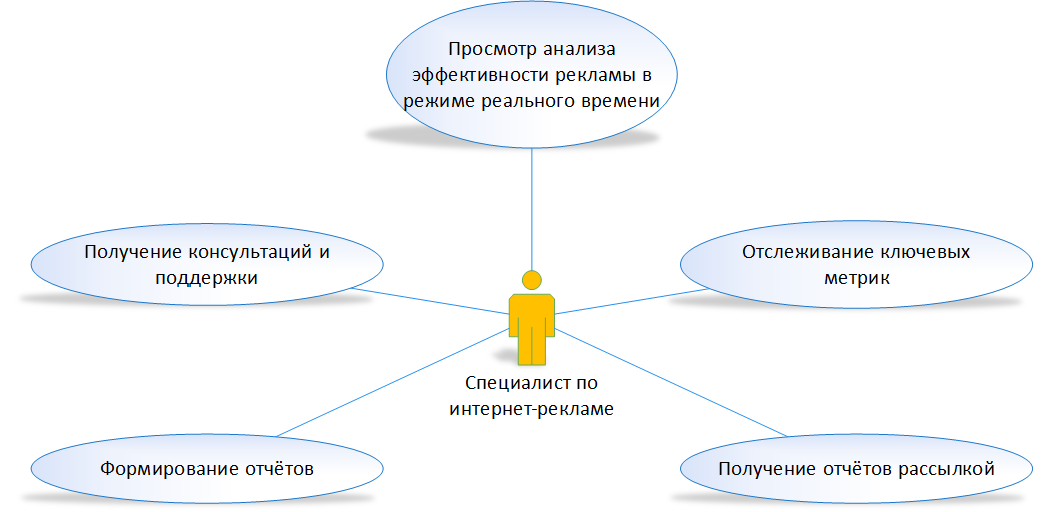 Просмотр анализа
эффективности рекламы в
режиме реального времени
Получение консультаций и
поддержки
Отслеживание ключевых
метрик
Специалист по
интернет-рекламе
Формирование отчётов
Получение отчётов рассылкой